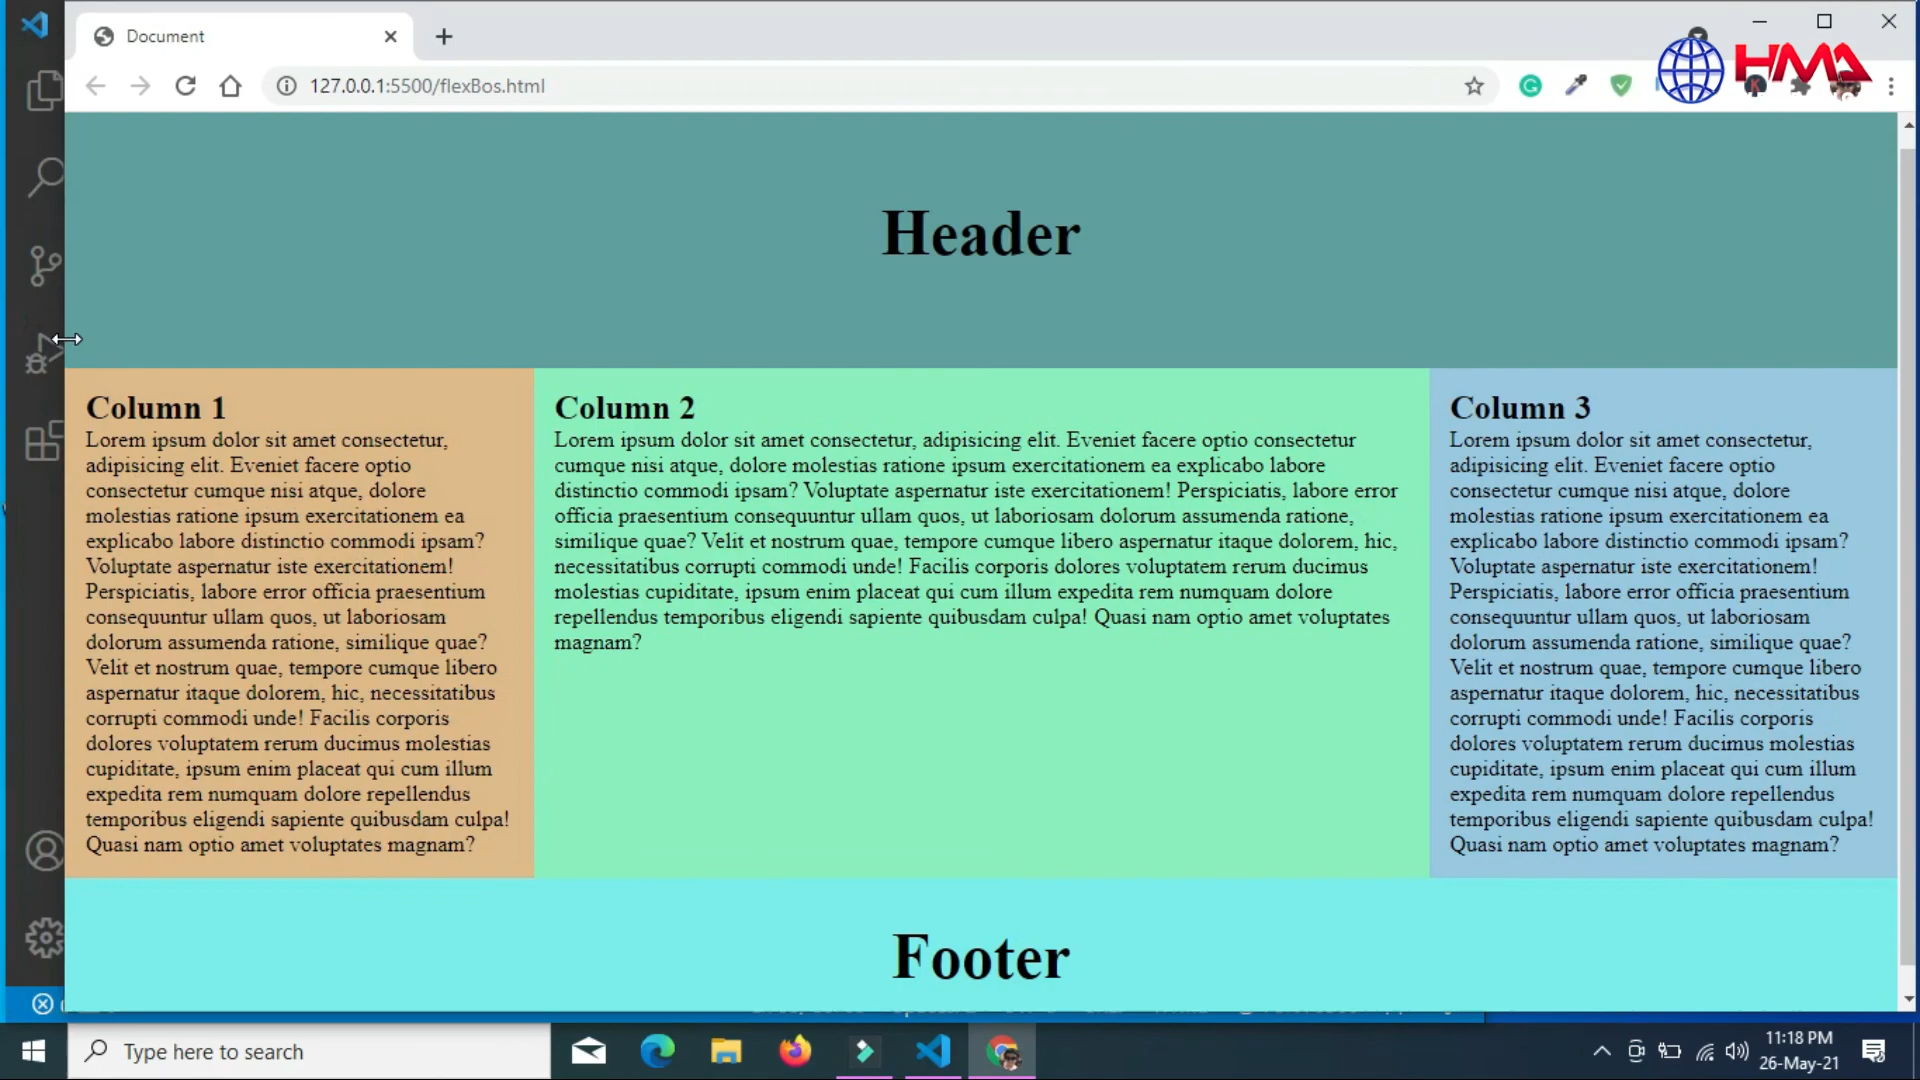 Document
127.0.0.1:5500/flexBos.html
HMA
Header
Column 1
Lorem ipsum dolor sit amet consectetur,
adipisicing elit. Eveniet facere optio
consectetur cumque nisi atque, dolore
molestias ratione ipsum exercitationem ea
explicabo labore distinctio commodi ipsam?
Voluptate aspernatur iste exercitationem!
Perspiciatis, labore error officia praesentium
consequuntur ullam quos, ut laboriosam
dolorum assumenda ratione, similique quae?
Velit et nostrum quae, tempore cumque libero
aspernatur itaque dolorem, hic, necessitatibus
corrupti commodi unde! Facilis corporis
dolores voluptatem rerum ducimus molestias
cupiditate, ipsum enim placeat qui cum illum
expedita rem numquam dolore repellendus
temporibus eligendi sapiente quibusdam culpa!
Quasi nam optio amet voluptates magnam?
Column 2
Lorem ipsum dolor sit amet consectetur, adipisicing elit. Eveniet facere optio consectetur
cumque nisi atque, dolore molestias ratione ipsum exercitationem ea explicabo labore
distinctio commodi ipsam? Voluptate aspernatur iste exercitationem! Perspiciatis, labore error
officia praesentium consequuntur ullam quos, ut laboriosam dolorum assumenda ratione,
similique quae? Velit et nostrum quae, tempore cumque libero aspernatur itaque dolorem, hic,
necessitatibus corrupti commodi unde! Facilis corporis dolores voluptatem rerum ducimus
molestias cupiditate, ipsum enim placeat qui cum illum expedita rem numquam dolore
repellendus temporibus eligendi sapiente quibusdam culpa! Quasi nam optio amet voluptates
magnam?
Column 3
Lorem ipsum dolor sit amet consectetur,
adipisicing elit. Eveniet facere optio
consectetur cumque nisi atque, dolore
molestias ratione ipsum exercitationem ea
explicabo labore distinctio commodi ipsam?
Voluptate aspernatur iste exercitationem!
Perspiciatis, labore error officia praesentium
consequuntur ullam quos, ut laboriosam
dolorum assumenda ratione, similique quae?
Velit et nostrum quae, tempore cumque libero
aspernatur itaque dolorem, hic, necessitatibus
corrupti commodi unde! Facilis corporis
dolores voluptatem rerum ducimus molestias
cupiditate, ipsum enim placeat qui cum illum
expedita rem numquam dolore repellendus
temporibus eligendi sapiente quibusdam culpa!
Quasi nam optio amet voluptates magnam?
Footer
Type here to search
11:18 PM
26-May-21